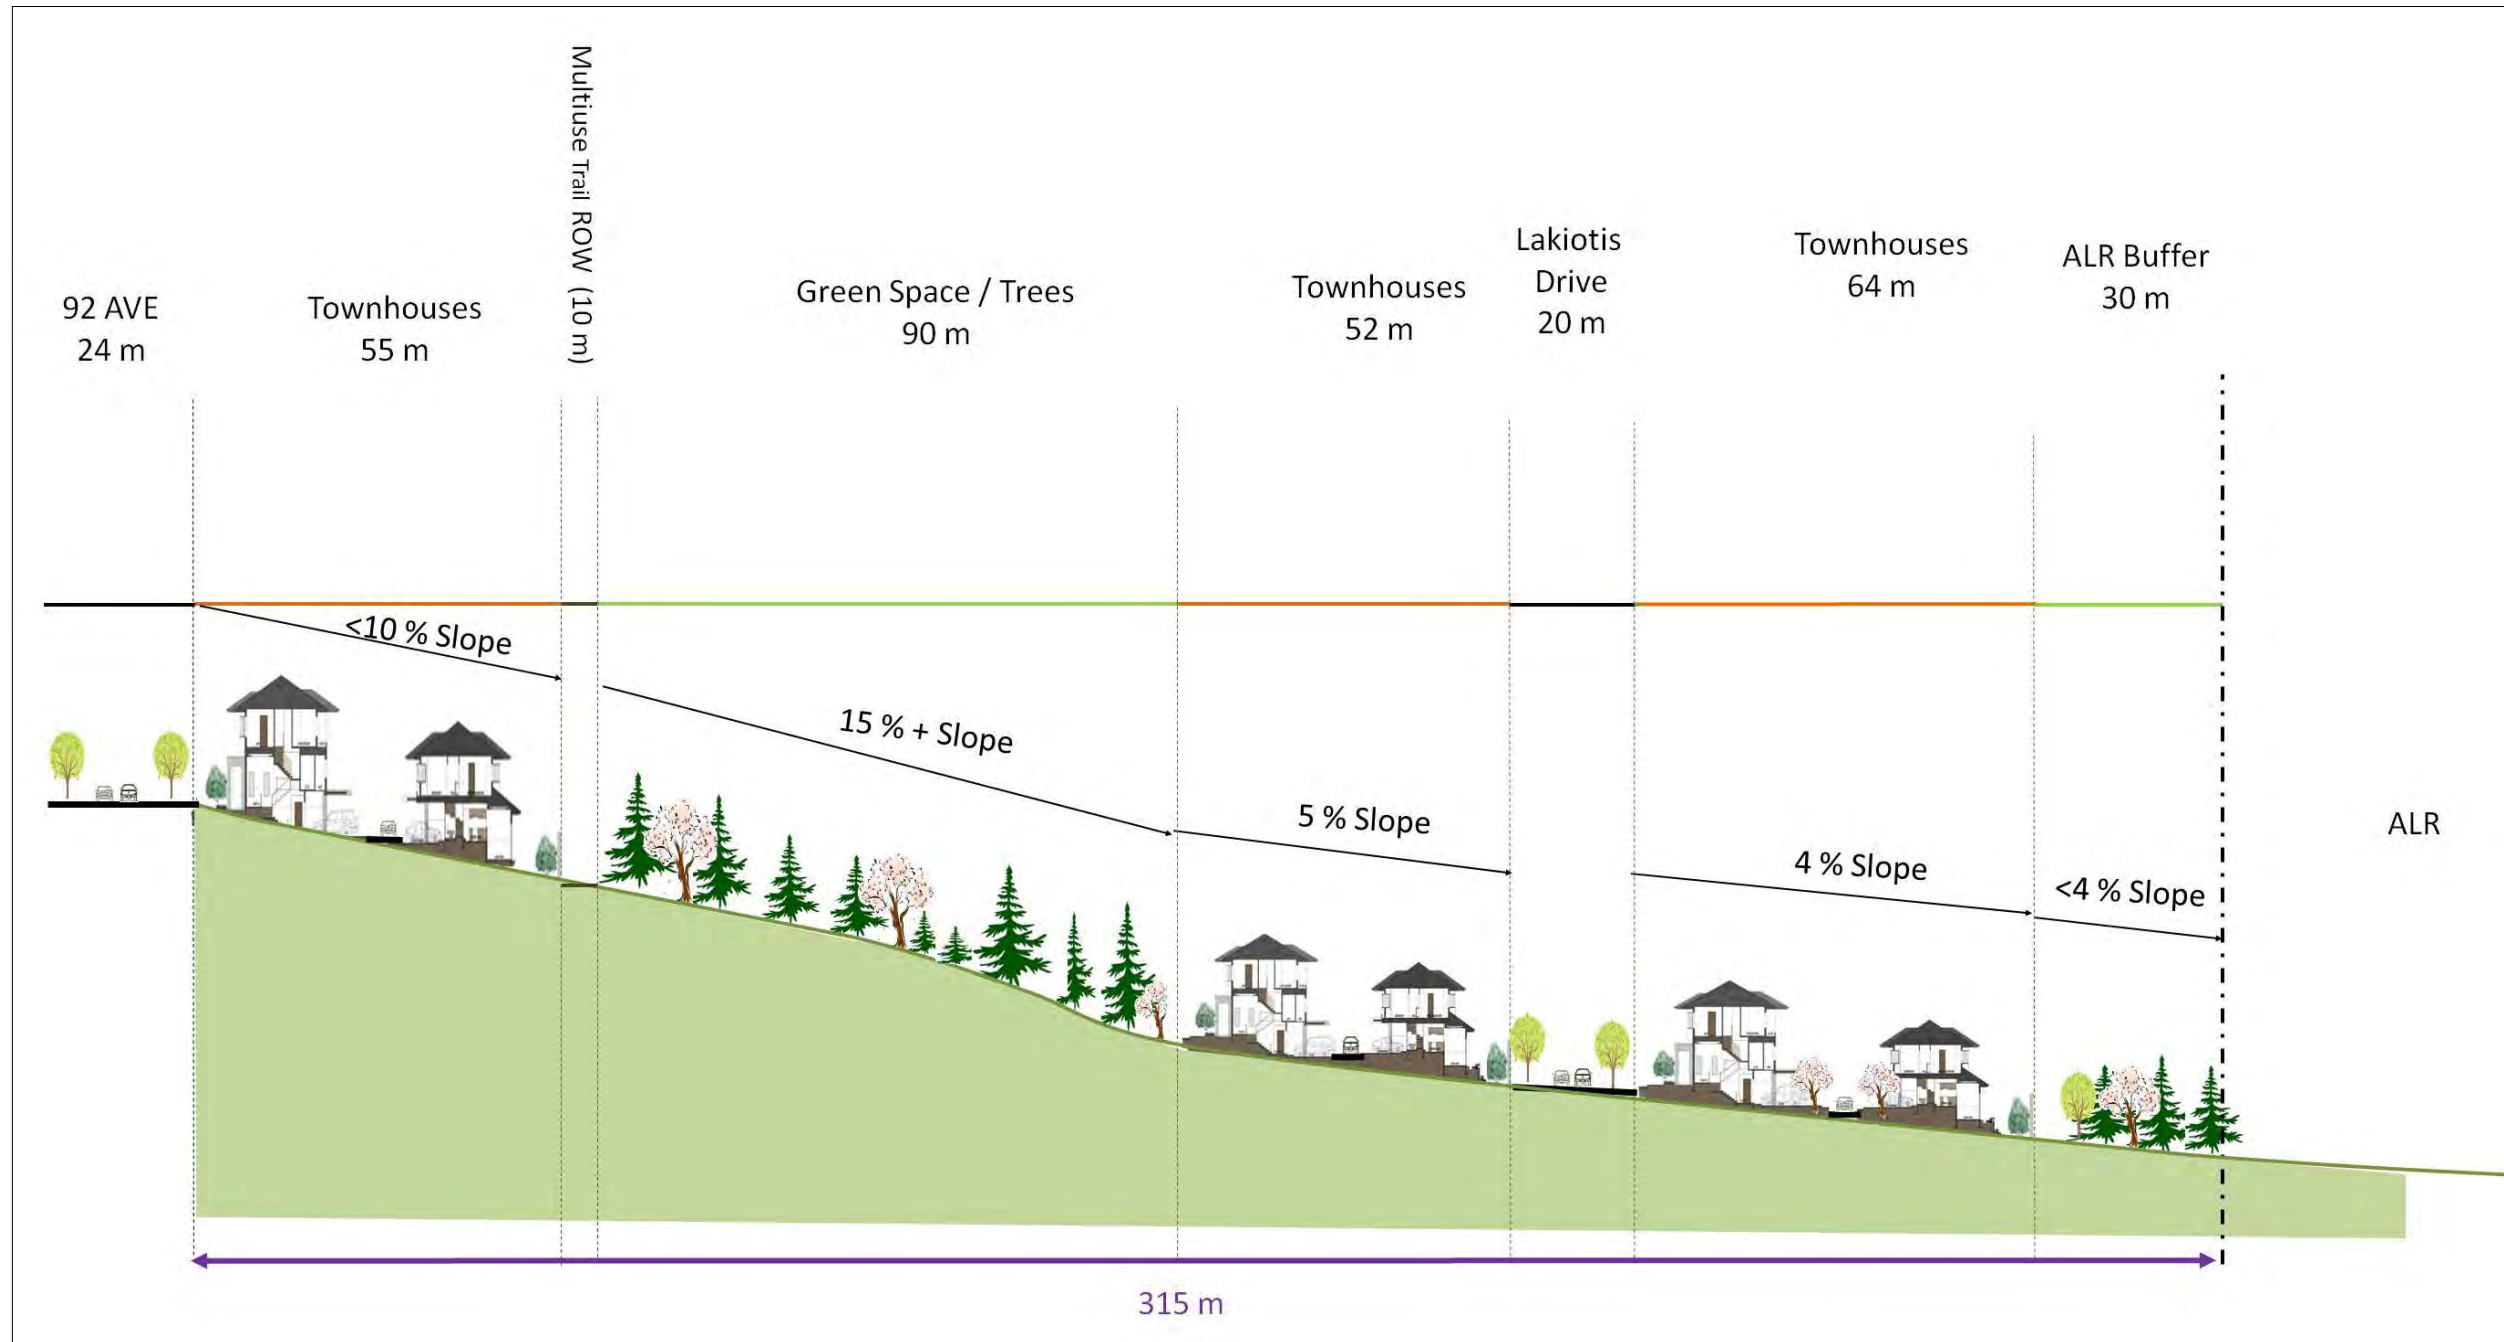 92 AVE
24 m
Townhouses
55 m
Multiuse Trail ROW (10 m)
Green Space / Trees
90 m
Townhouses
52 m
Lakiotis
Drive
20 m
Townhouses
64 m
ALR Buffer
30 m
<10 % Slope
15 % + Slope
5 % Slope
4 % Slope
<4 % Slope
ALR
315 m